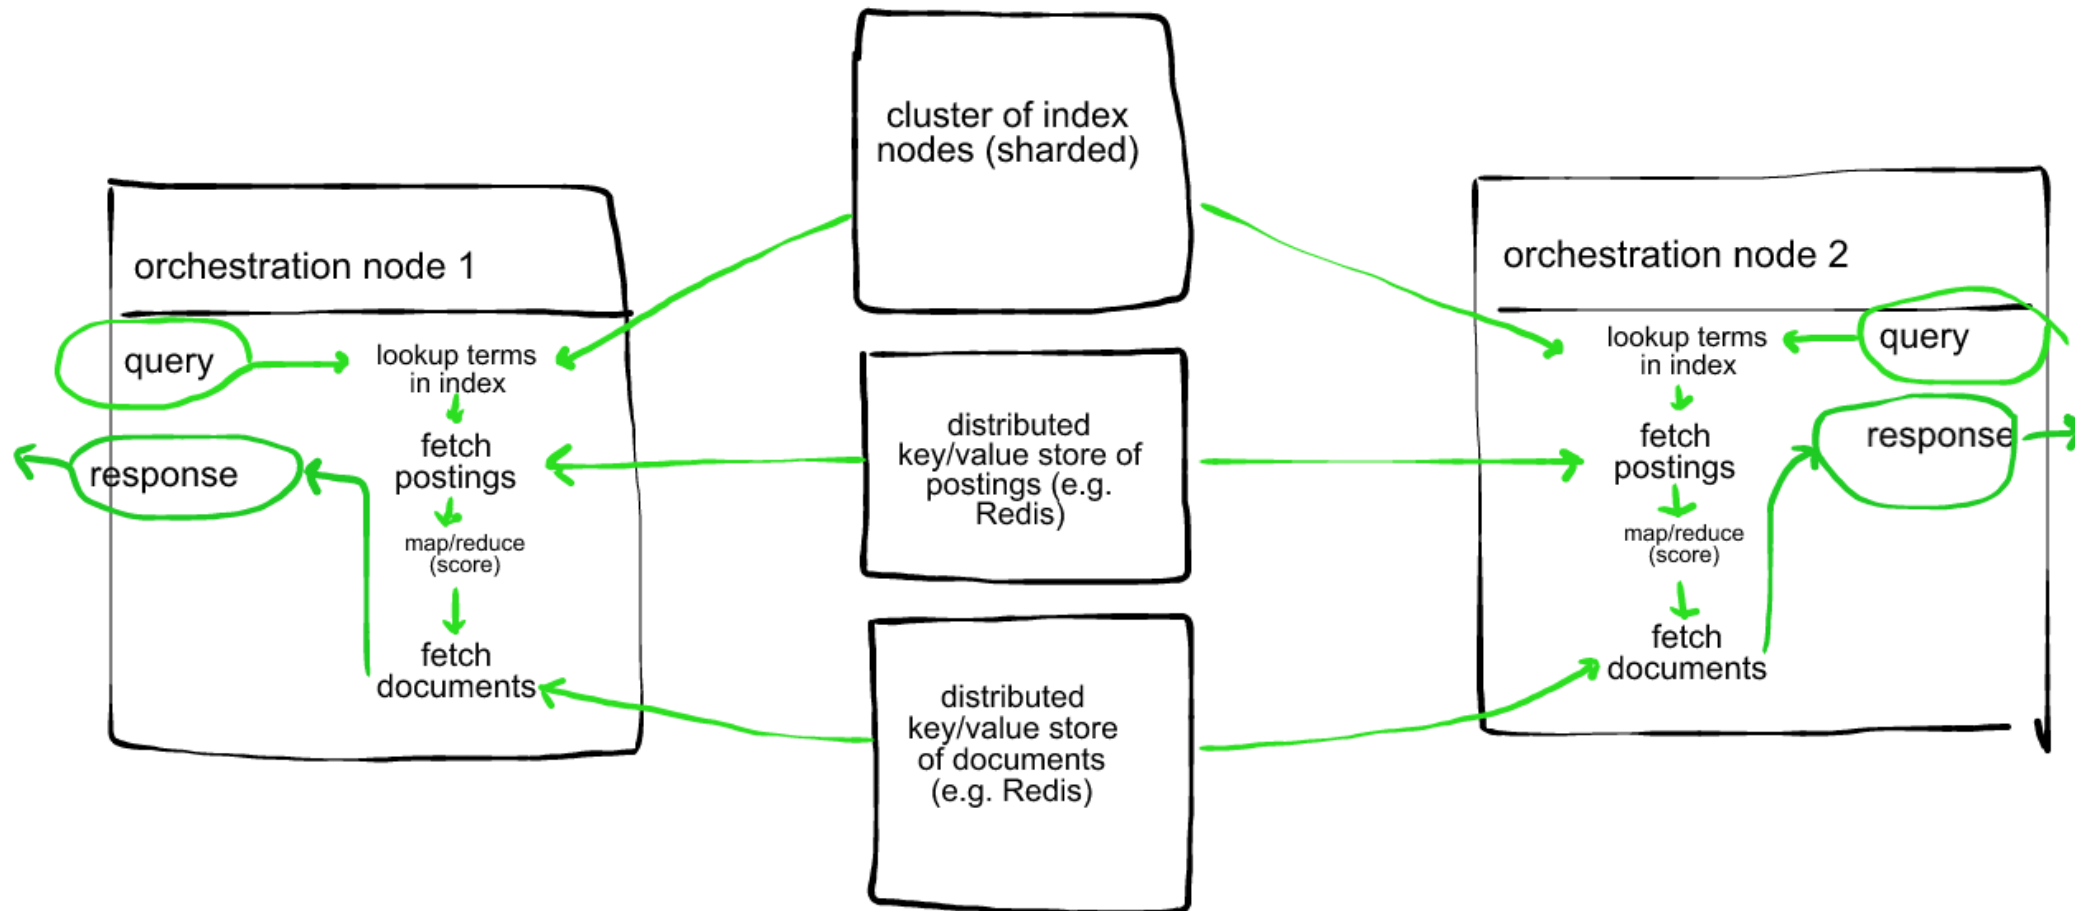 cluster of index
nodes (sharded)
orchestration node 1
query
lookup terms
in index
response
fetch
postings
map/reduce
(score)
fetch
documents
distributed
key/value store of
postings (e.g.
Redis)
distributed
key/value store
of documents
(e.g. Redis)
orchestration node 2
lookup terms
in index
query
fetch
postings
response
map/reduce
(score)
fetch
documents